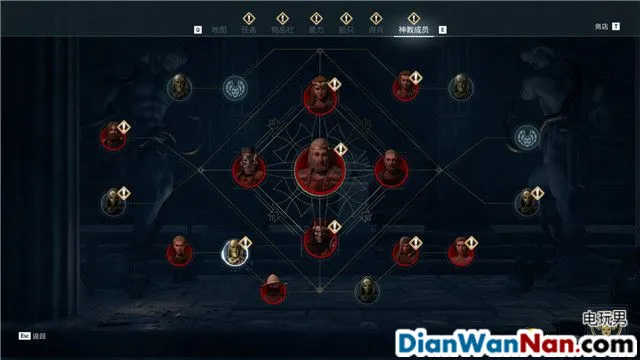 Q 地图 任务 物品栏 能力 船只 佣兵 神教成员 E
商店 T
Esc 返回
电玩男
DianWanNan.com